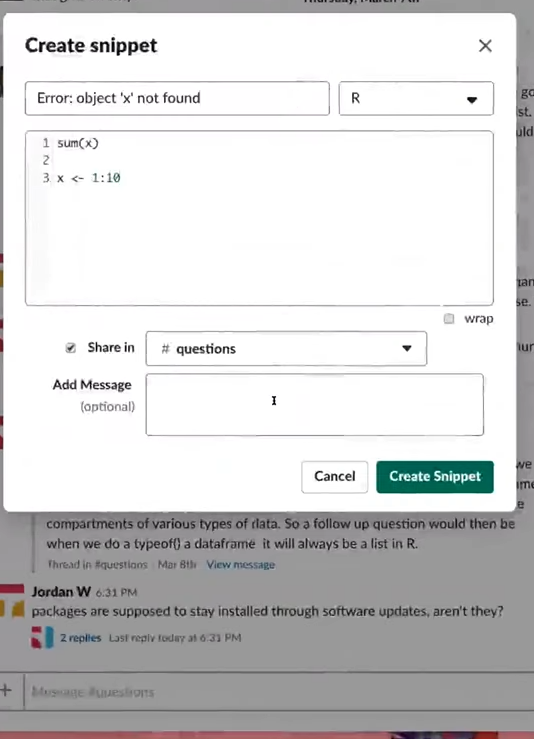 Create snippet
Error: object 'x' not found
R
1 sum(x)
2
3 x <- 1:10
wrap
Share in
# questions
Add Message
(optional)
Cancel
Create Snippet
compartments of various types of data. So a follow up question would then be
when we do a typeof() a dataframe it will always be a list in R.
Thread in #questions Mar 8th View message
Jordan W 6:31 PM
packages are supposed to stay installed through software updates, aren't they?
2 replies Last reply today at 6:31 PM
Message #questions